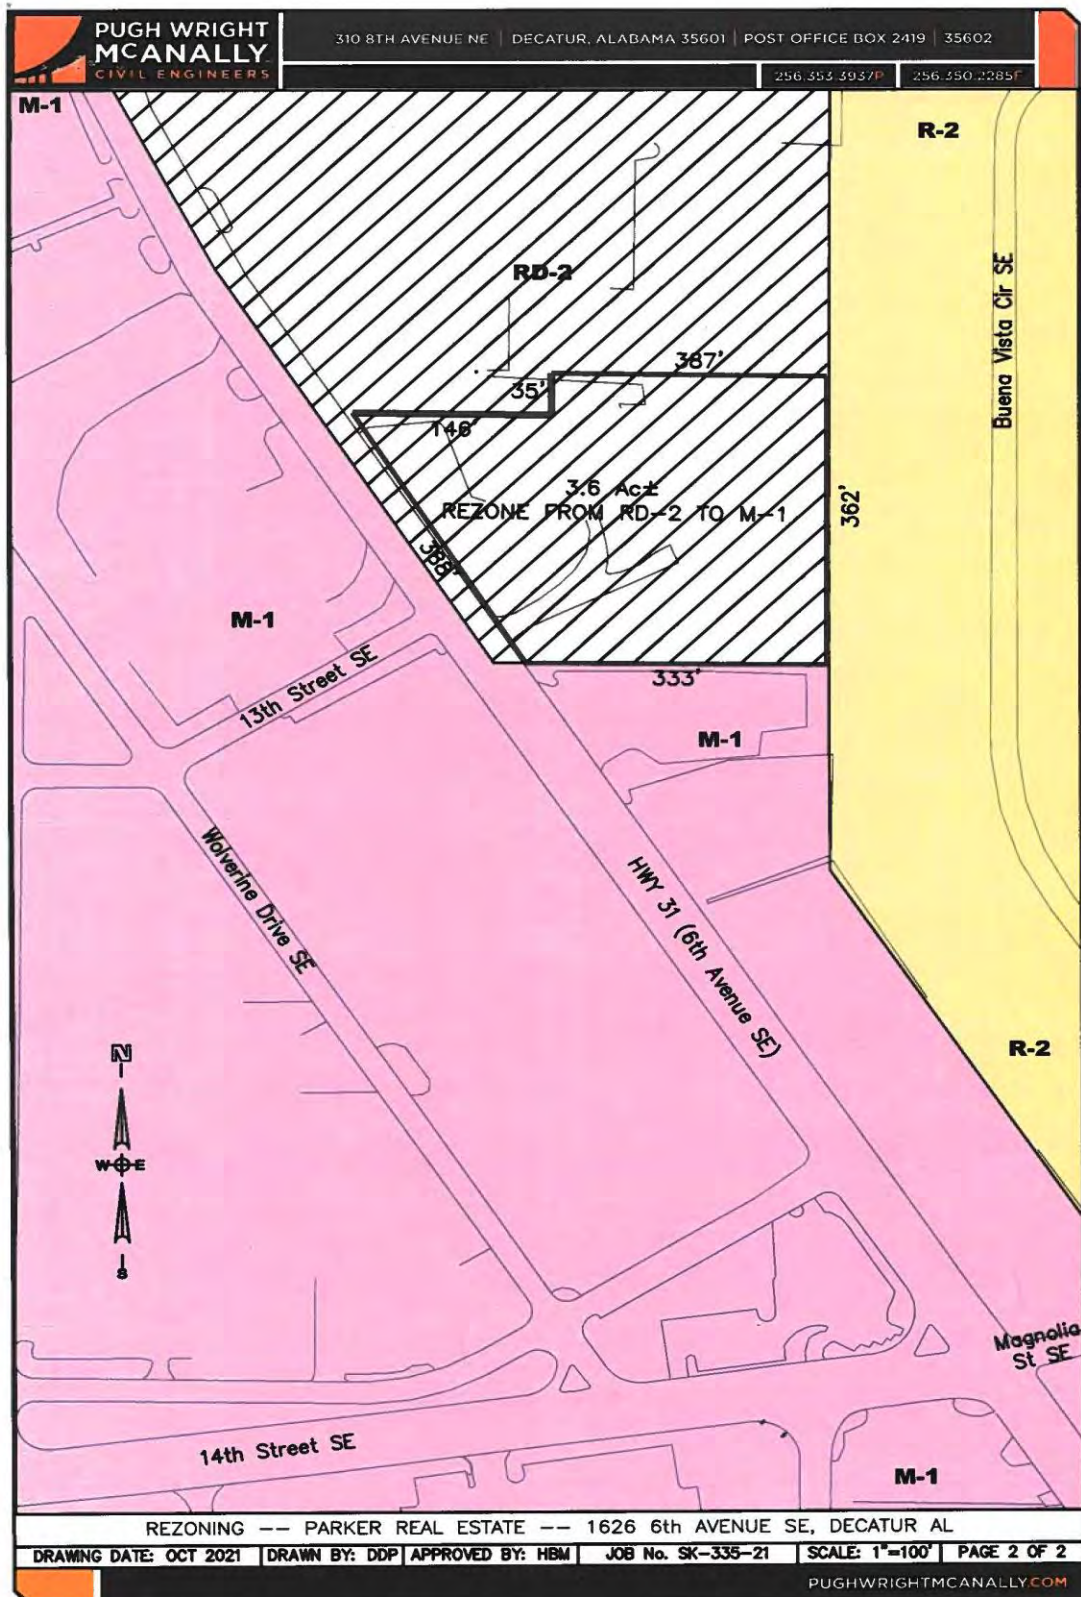 PUGH WRIGHT
MCANALLY
CIVIL ENGINEERS
310 8TH AVENUE NE | DECATUR, ALABAMA 35601 | POST OFFICE BOX 2419 | 35602
256.353.3937P
256.350.2285F
M-1
R-2
RD-2
Buena Vista Cir SE
387'
35'
146'
3.6 Ac±
REZONE FROM RD-2 TO M-1
362'
388'
M-1
13th Street SE
333'
M-1
Wolverine Drive SE
HWY 31 (6th Avenue SE)
N
W E
S
R-2
Magnolia
St SE
14th Street SE
M-1
REZONING -- PARKER REAL ESTATE -- 1626 6th AVENUE SE, DECATUR AL
DRAWING DATE: OCT 2021 DRAWN BY: DDP APPROVED BY: HBM JOB No. SK-335-21 SCALE: 1"=100' PAGE 2 OF 2
PUGHWRIGHTMCANALLY.COM